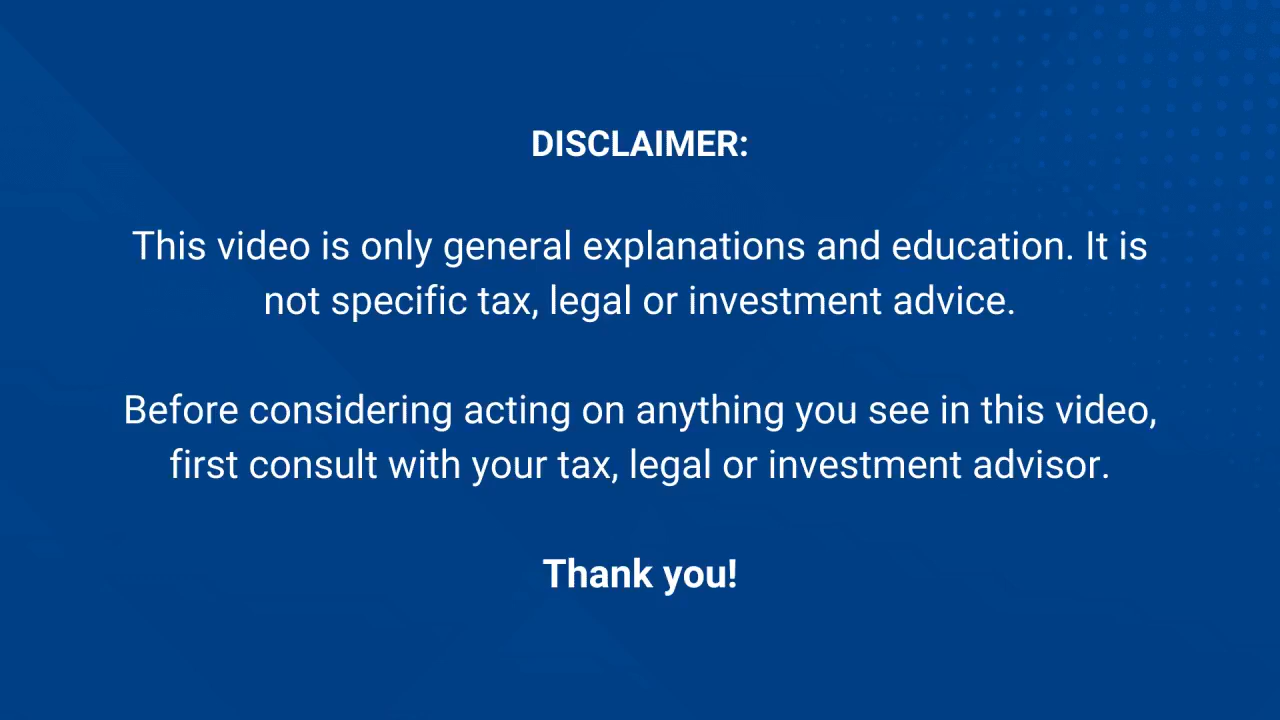 DISCLAIMER:
This video is only general explanations and education. It is
not specific tax, legal or investment advice.
Before considering acting on anything you see in this video,
first consult with your tax, legal or investment advisor.
Thank you!